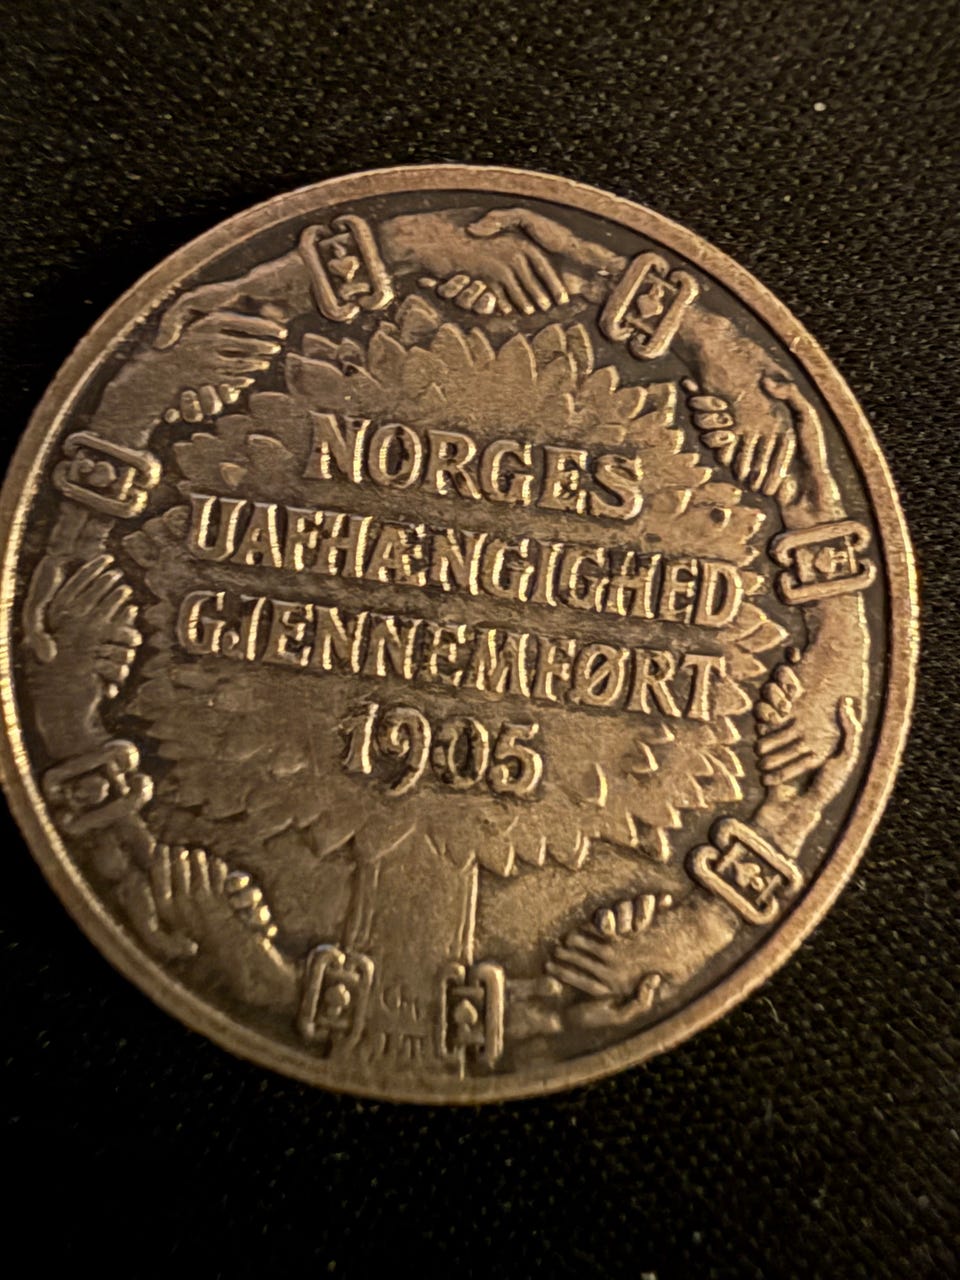 NORGES
UAFHÆNGIGHED
GJENNEMFØRT
1905